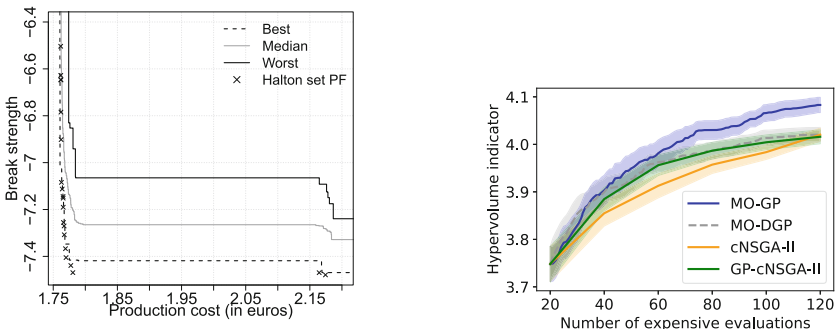 -6.4
-6.6
-6.8
-7
-7.2
-7.4
Break strength
Best
Median
Worst
Halton set PF
1.75 1.85 1.95 2.05 2.15
Production cost (in euros)
4.1
4.0
3.9
3.8
3.7
Hypervolume indicator
MO-GP
MO-DGP
cNSGA-II
GP-cNSGA-II
20 40 60 80 100 120
Number of expensive evaluations